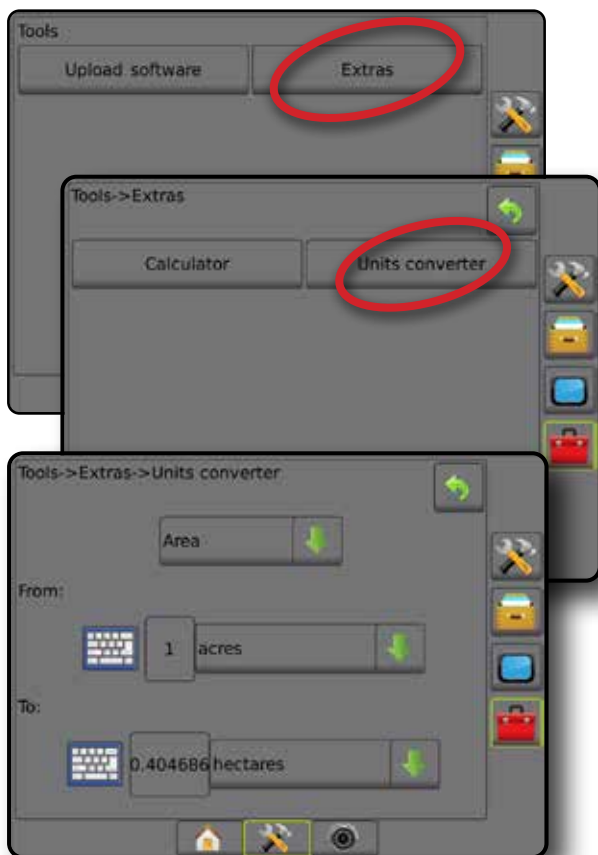 Tools
Upload software
Extras
Tools->Extras
Calculator
Units converter
Tools->Extras->Units converter
Area
From:
1 acres
To:
0.404686 hectares